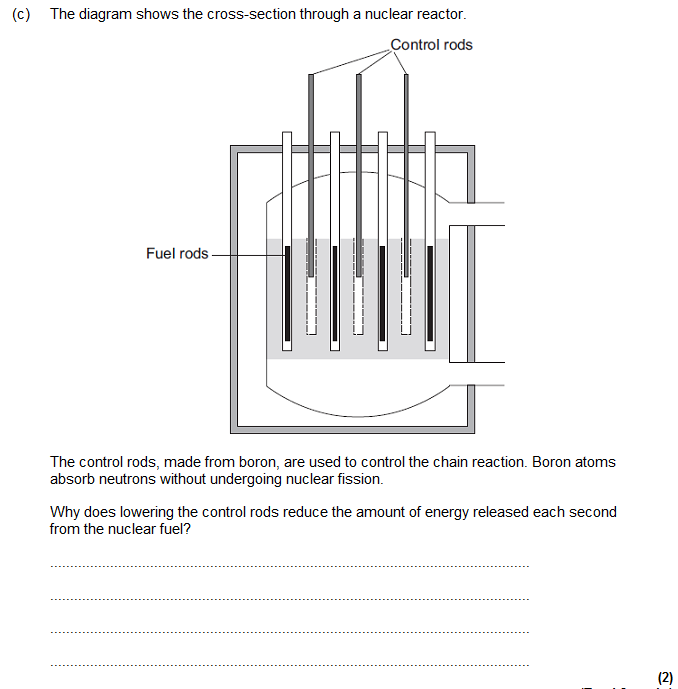 (c) The diagram shows the cross-section through a nuclear reactor.
Control rods
Fuel rods
The control rods, made from boron, are used to control the chain reaction. Boron atoms
absorb neutrons without undergoing nuclear fission.
Why does lowering the control rods reduce the amount of energy released each second
from the nuclear fuel?
(2)